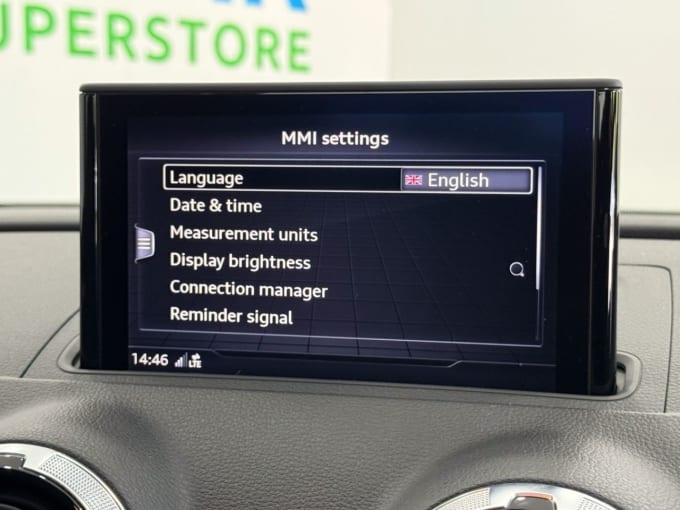 UPERSTORE
MMI settings
Language English
Date & time
Measurement units
Display brightness
Connection manager
Reminder signal
14:46 LTE